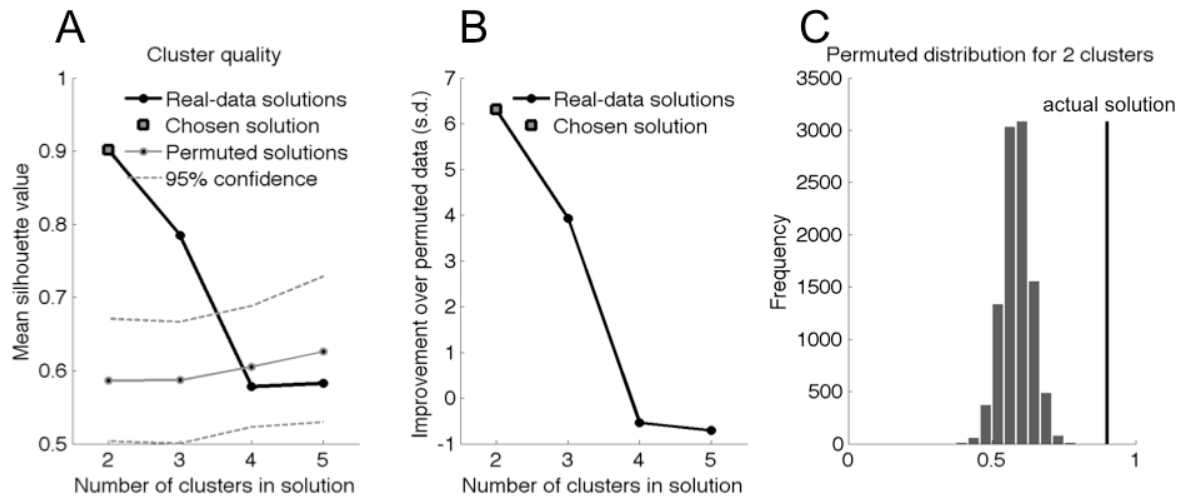 A
Cluster quality
1
0.9
0.8
0.7
0.6
0.5
Mean silhouette value
Real-data solutions
Chosen solution
Permuted solutions
95% confidence
2 3 4 5
Number of clusters in solution
B
7
6
5
4
3
2
1
0
-1
Improvement over permuted data (s.d.)
Real-data solutions
Chosen solution
2 3 4 5
Number of clusters in solution
C
Permuted distribution for 2 clusters
3500
3000
2500
2000
1500
1000
500
0
Frequency
actual solution
0 0.5 1